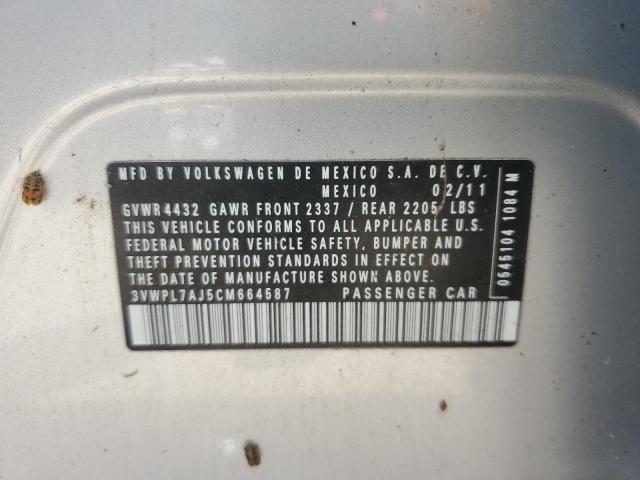 MFD BY VOLKSWAGEN DE MEXICO S.A. DE C.V.
MEXICO 02/11
GVWR 4432 GAWR FRONT 2337 / REAR 2205 LBS
THIS VEHICLE CONFORMS TO ALL APPLICABLE U.S.
FEDERAL MOTOR VEHICLE SAFETY, BUMPER AND
THEFT PREVENTION STANDARDS IN EFFECT ON
THE DATE OF MANUFACTURE SHOWN ABOVE.
3VWPL7AJ5CM664587 PASSENGER CAR
0645104 1084 M